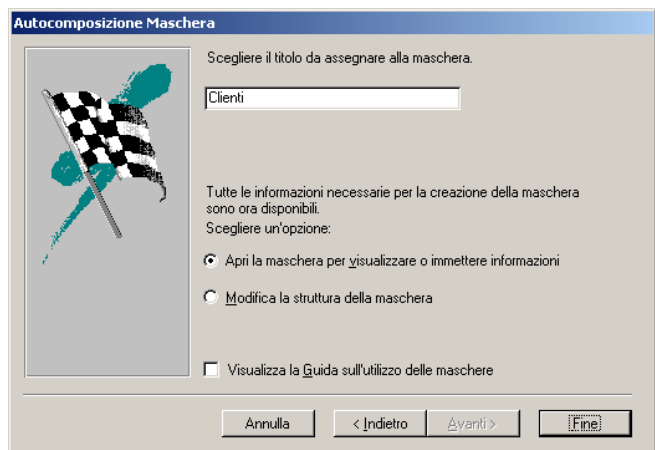 Autocomposizione Maschera
Scegliere il titolo da assegnare alla maschera.
Clienti
Tutte le informazioni necessarie per la creazione della maschera
sono ora disponibili.
Scegliere un'opzione:
Apri la maschera per visualizzare o immettere informazioni
Modifica la struttura della maschera
Visualizza la Guida sull'utilizzo delle maschere
Annulla
< Indietro
Avanti >
Fine